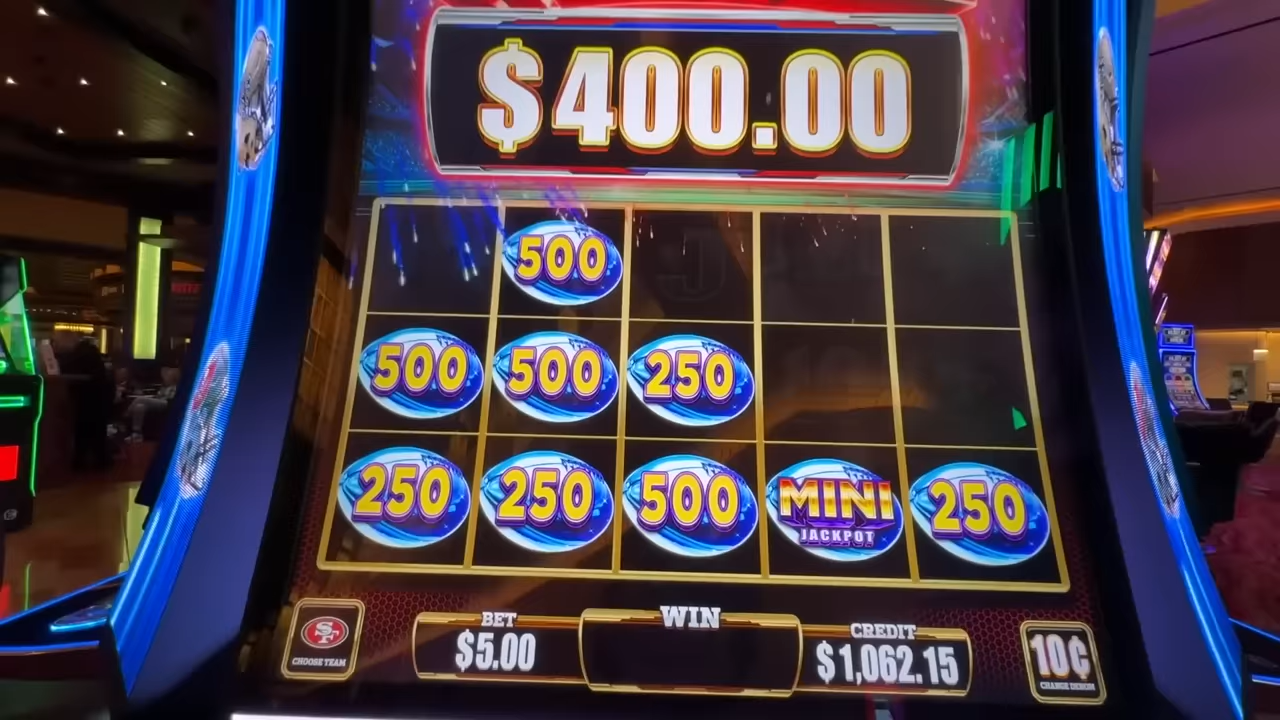 $400.00
500
500 500 250
250 250 500 MINI JACKPOT 250
SF
CHOOSE TEAM
BET
$5.00
WIN
CREDIT
$1,062.15
10¢
CHANGE DENOM